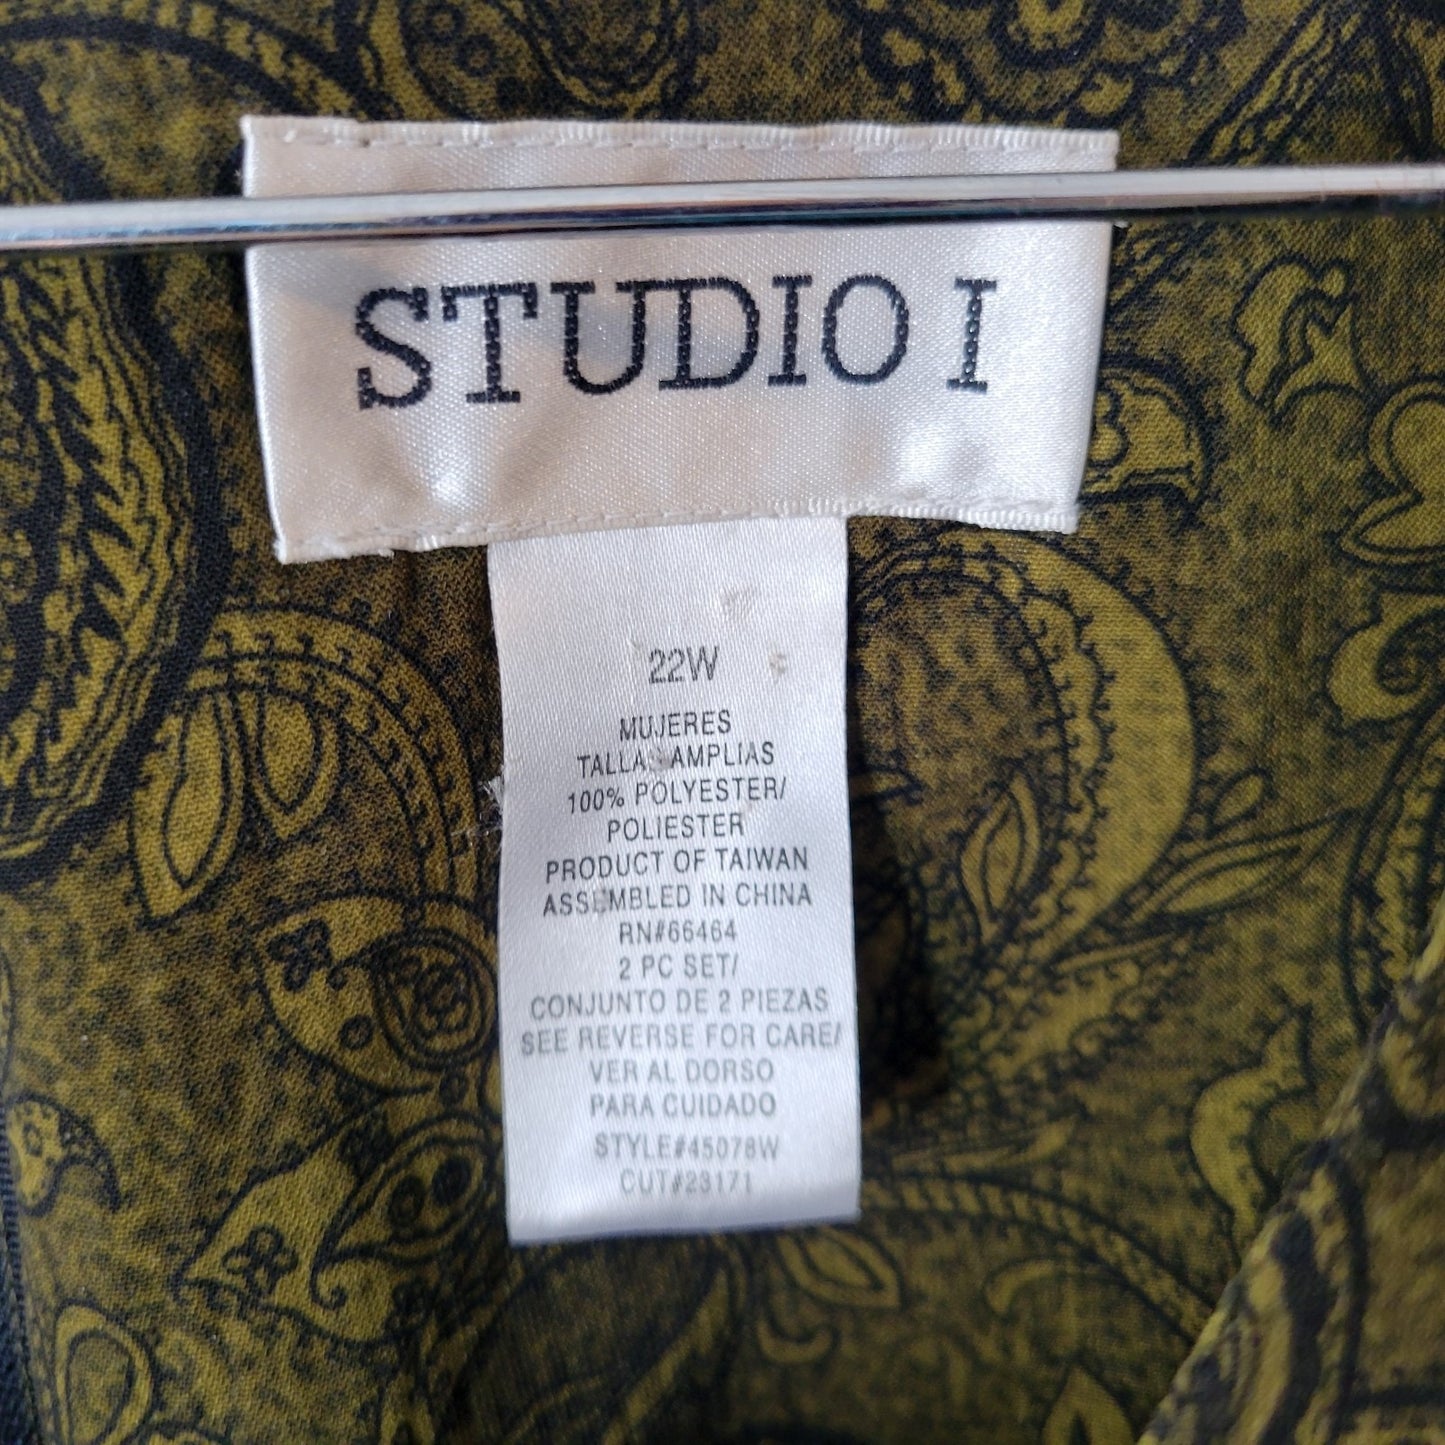 STUDIO I
22W
MUJERES
TALLAS AMPLIAS
100% POLYESTER/
POLIESTER
PRODUCT OF TAIWAN
ASSEMBLED IN CHINA
RN#66464
2 PC SET/
CONJUNTO DE 2 PIEZAS
SEE REVERSE FOR CARE/
VER AL DORSO
PARA CUIDADO
STYLE#45078W
CUT#23171